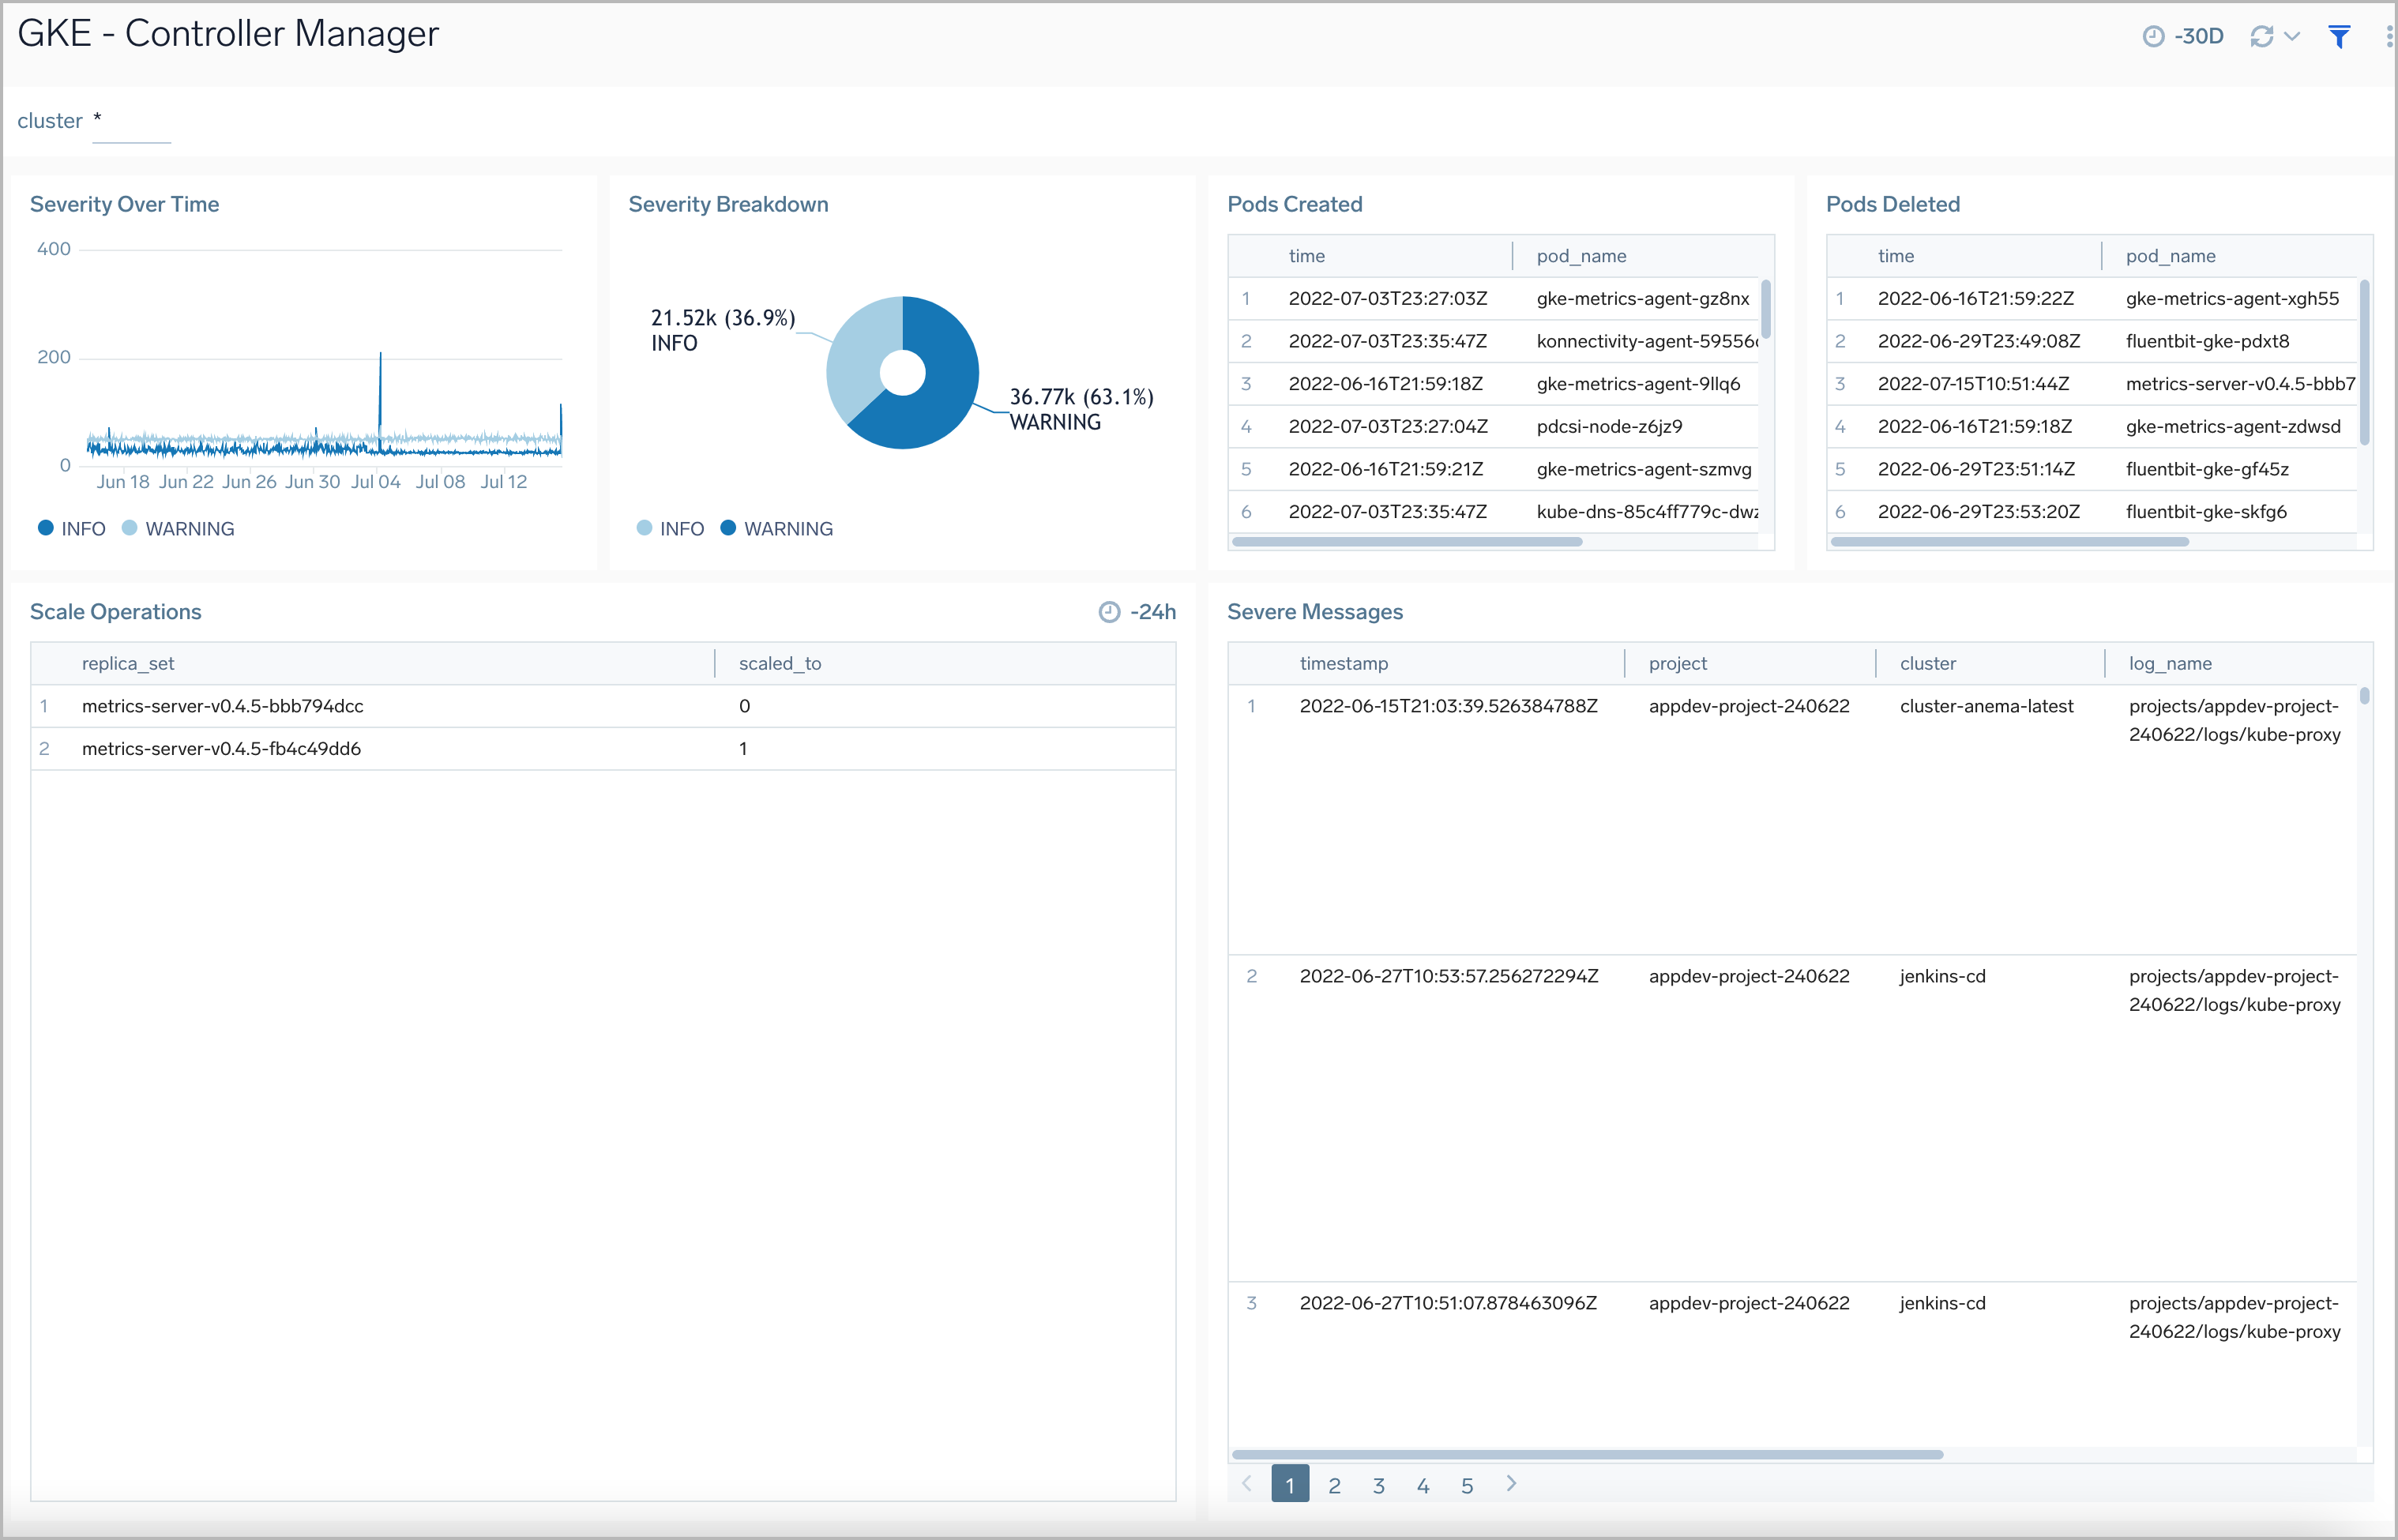 GKE - Controller Manager
-30D
cluster *
Severity Over Time
400
200
0
Jun 18 Jun 22 Jun 26 Jun 30 Jul 04 Jul 08 Jul 12
INFO WARNING
Severity Breakdown
21.52k (36.9%)
INFO
36.77k (63.1%)
WARNING
INFO WARNING
Pods Created
time pod_name
1 2022-07-03T23:27:03Z gke-metrics-agent-gz8nx
2 2022-07-03T23:35:47Z konnectivity-agent-59556
3 2022-06-16T21:59:18Z gke-metrics-agent-9llq6
4 2022-07-03T23:27:04Z pdcsi-node-z6jz9
5 2022-06-16T21:59:21Z gke-metrics-agent-szmvg
6 2022-07-03T23:35:47Z kube-dns-85c4ff779c-dwz
Pods Deleted
time pod_name
1 2022-06-16T21:59:22Z gke-metrics-agent-xgh55
2 2022-06-29T23:49:08Z fluentbit-gke-pdxt8
3 2022-07-15T10:51:44Z metrics-server-v0.4.5-bbb7
4 2022-06-16T21:59:18Z gke-metrics-agent-zdwsd
5 2022-06-29T23:51:14Z fluentbit-gke-gf45z
6 2022-06-29T23:53:20Z fluentbit-gke-skfg6
Scale Operations
-24h
replica_set scaled_to
1 metrics-server-v0.4.5-bbb794dcc 0
2 metrics-server-v0.4.5-fb4c49dd6 1
Severe Messages
timestamp project cluster log_name
1 2022-06-15T21:03:39.526384788Z appdev-project-240622 cluster-anema-latest projects/appdev-project-
240622/logs/kube-proxy
2 2022-06-27T10:53:57.256272294Z appdev-project-240622 jenkins-cd projects/appdev-project-
240622/logs/kube-proxy
3 2022-06-27T10:51:07.878463096Z appdev-project-240622 jenkins-cd projects/appdev-project-
240622/logs/kube-proxy
1 2 3 4 5